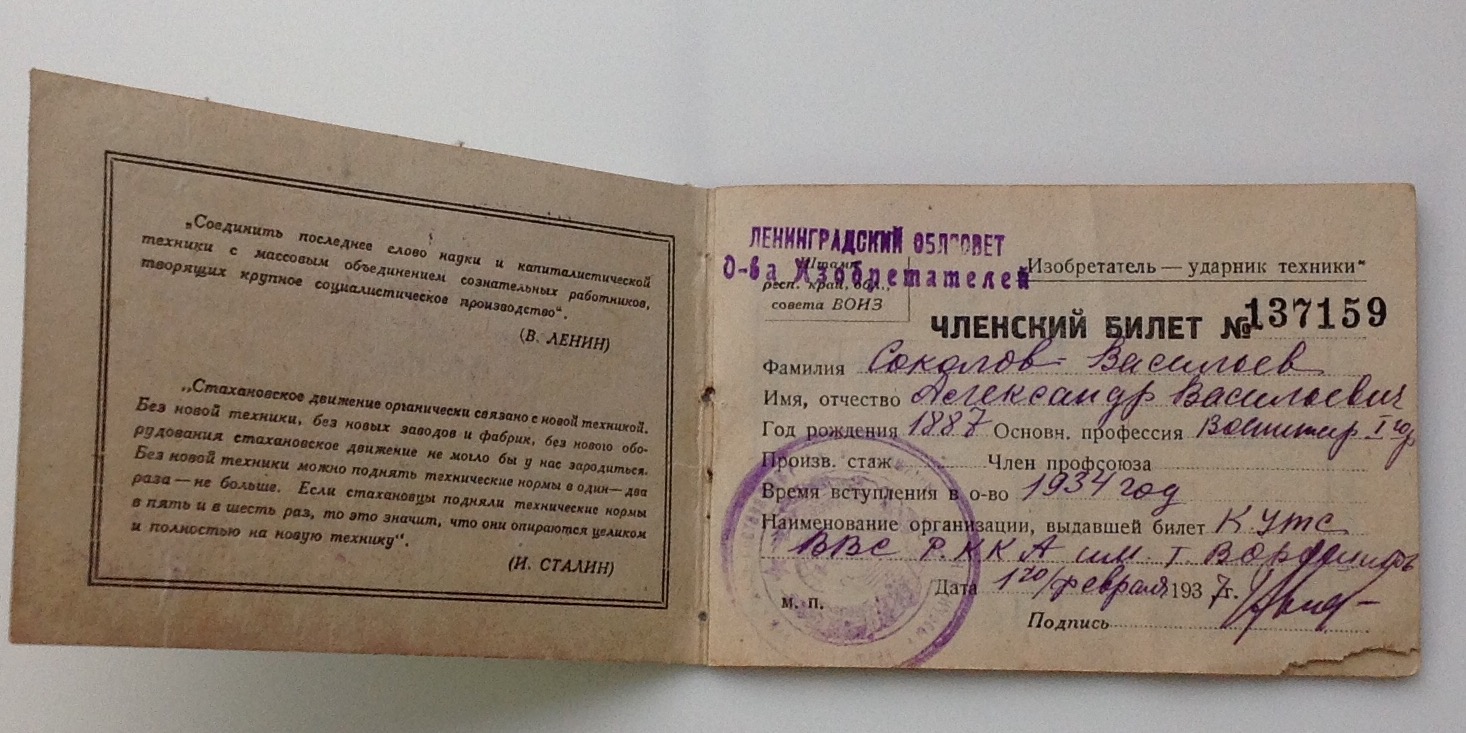 „Соединить последнее слово науки и капиталистической
техники с массовым объединением сознательных работников,
творящих крупное социалистическое производство“.
(В. ЛЕНИН)
„Стахановское движение органически связано с новой техникой.
Без новой техники, без новых заводов и фабрик, без нового обо-
рудования стахановское движение не могло бы у нас зародиться.
Без новой техники можно поднять технические нормы в один—два
раза—не больше. Если стахановцы подняли технические нормы
в пять и в шесть раз, то это значит, что они опираются целиком
и полностью на новую технику“.
(И. СТАЛИН)
ЛЕНИНГРАДСКИЙ ОБЛСОВЕТ
О-ва Изобретателей
Штамп
респ. край, обл.,
совета ВОИЗ
„Изобретатель — ударник техники“
ЧЛЕНСКИЙ БИЛЕТ № 137159
Фамилия Соколов-Васильев
Имя, отчество Александр Васильевич
Год рождения 1887 Основн. профессия
Произв. стаж Член профсоюза
Время вступления в о-во 1934 год
Наименование организации, выдавшей билет КУТС
ВВС Р.ККА им. т. Ворошилова
Дата 1го/февраля 1937 г.
м. п.
Подпись